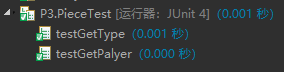 P3.PieceTest [运行器：JUnit 4] (0.001 秒)
testGetType (0.001 秒)
testGetPalyer (0.000 秒)